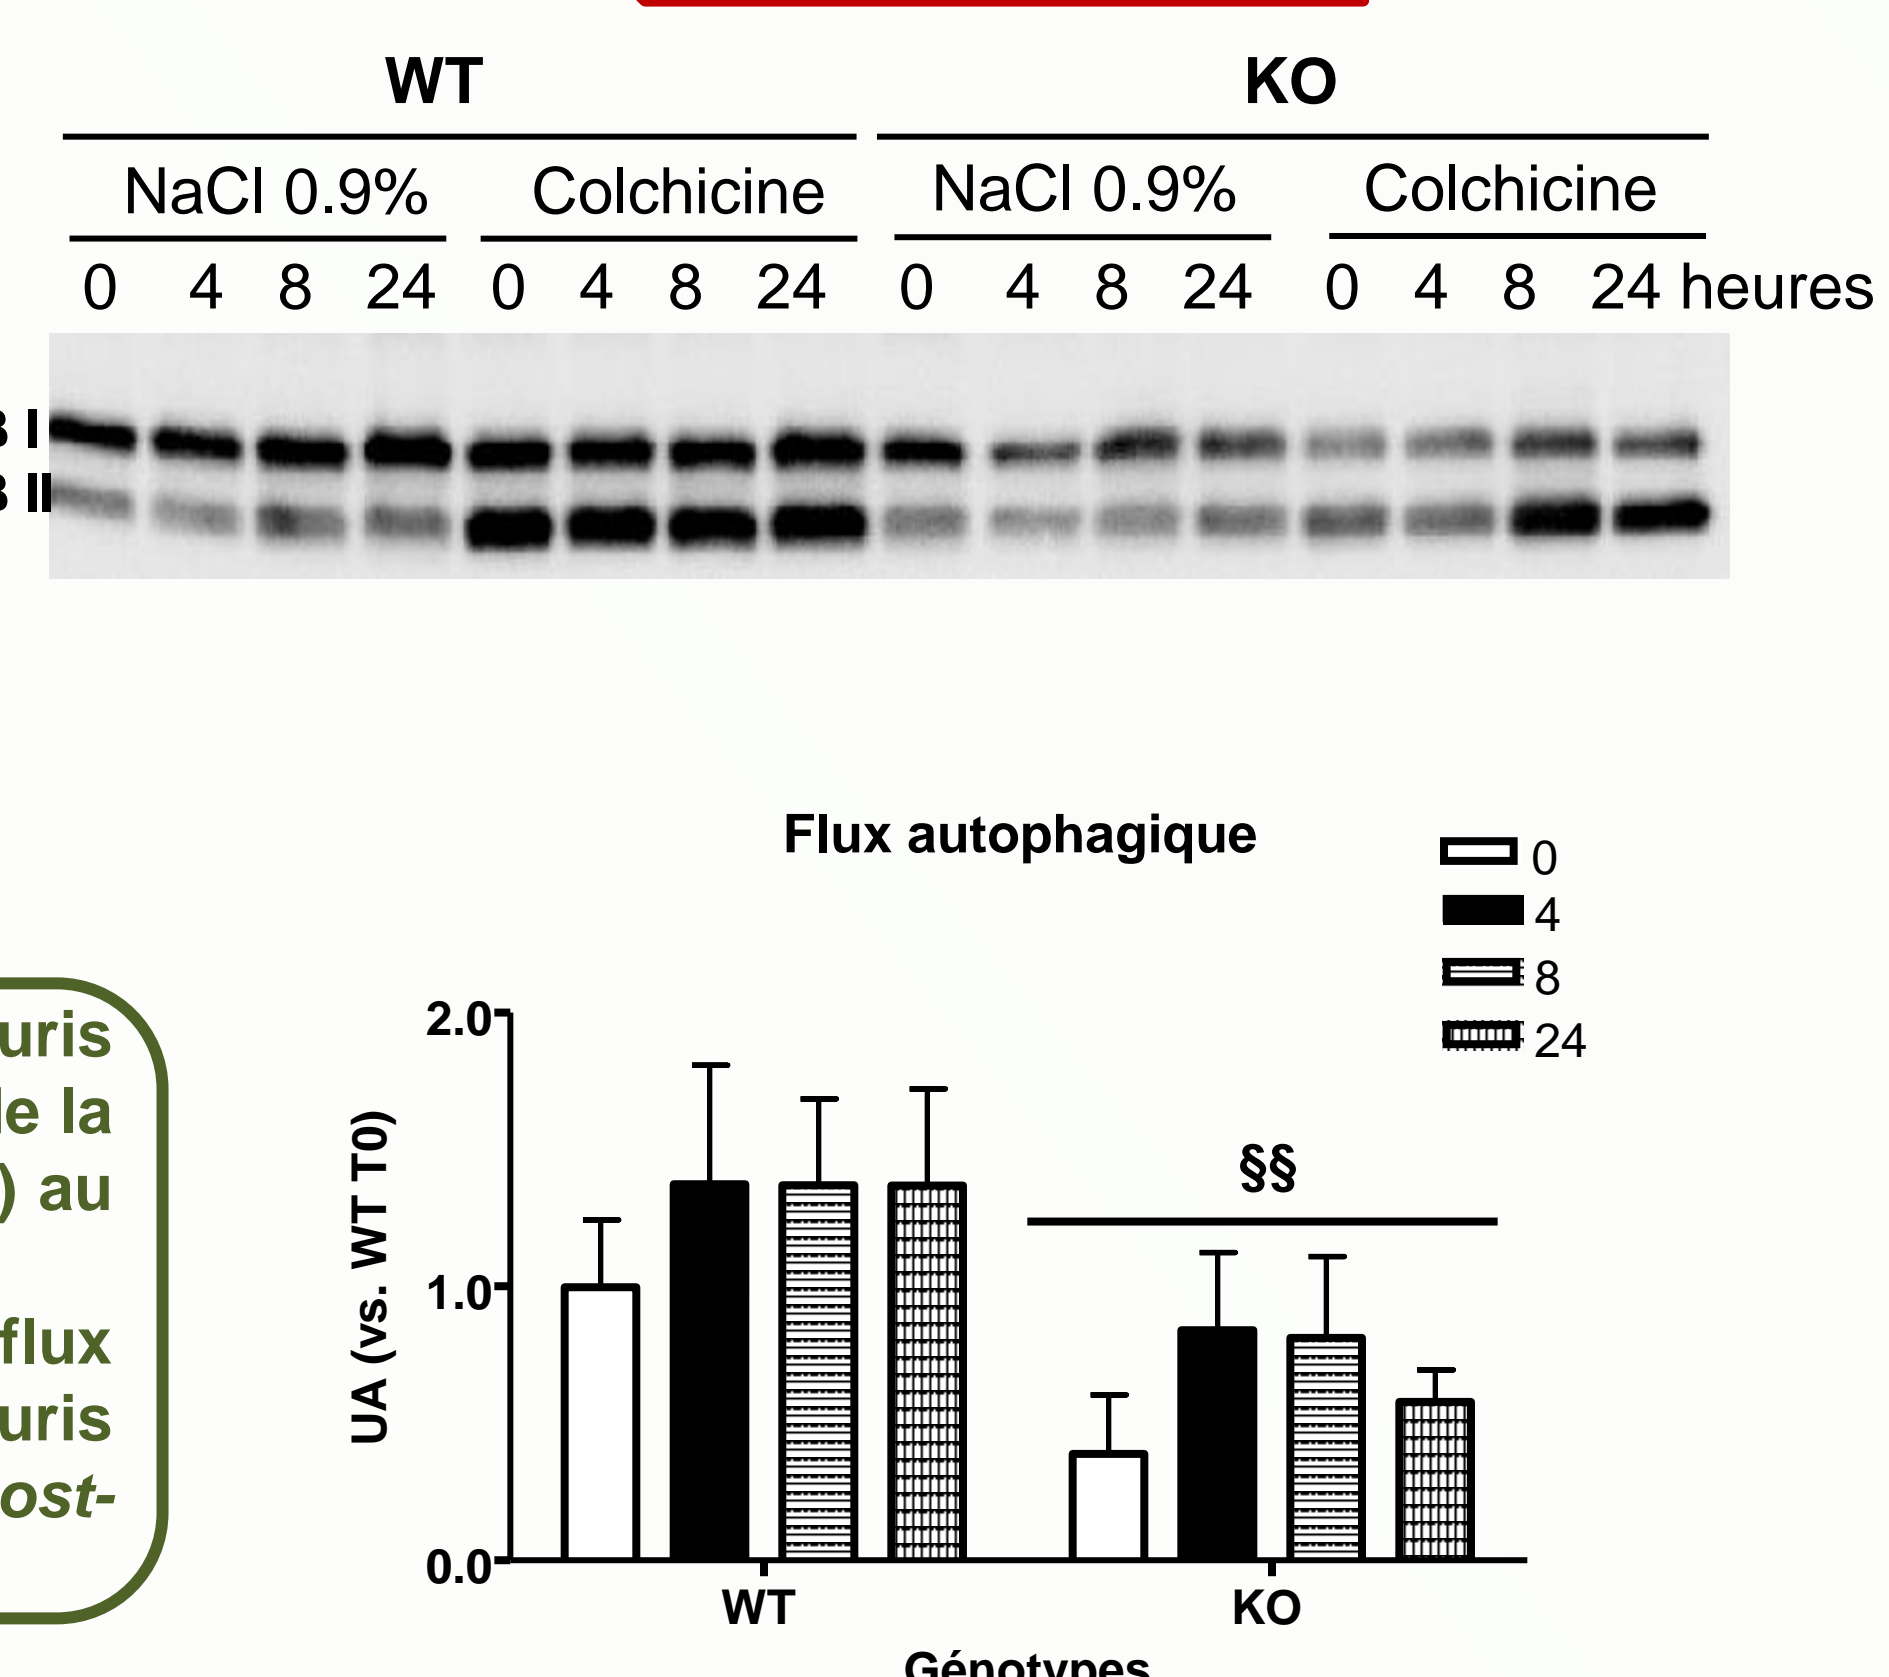 WT KO
NaCl 0.9% Colchicine NaCl 0.9% Colchicine
0 4 8 24 0 4 8 24 0 4 8 24 0 4 8 24 heures
I
II
Flux autophagique
0
4
8
24
uris
le la
) au
flux
uris
ost-
UA (vs. WT T0)
2.0
1.0
0.0
§§
WT KO
Génotypes